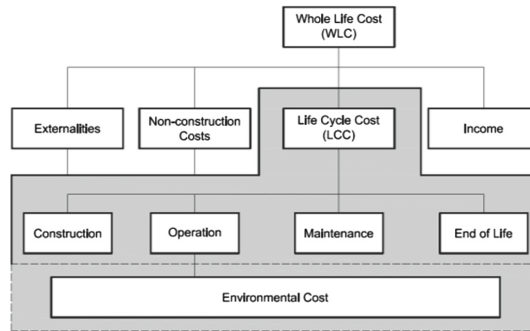 Whole Life Cost
(WLC)
Externalities
Non-construction
Costs
Life Cycle Cost
(LCC)
Income
Construction
Operation
Maintenance
End of Life
Environmental Cost